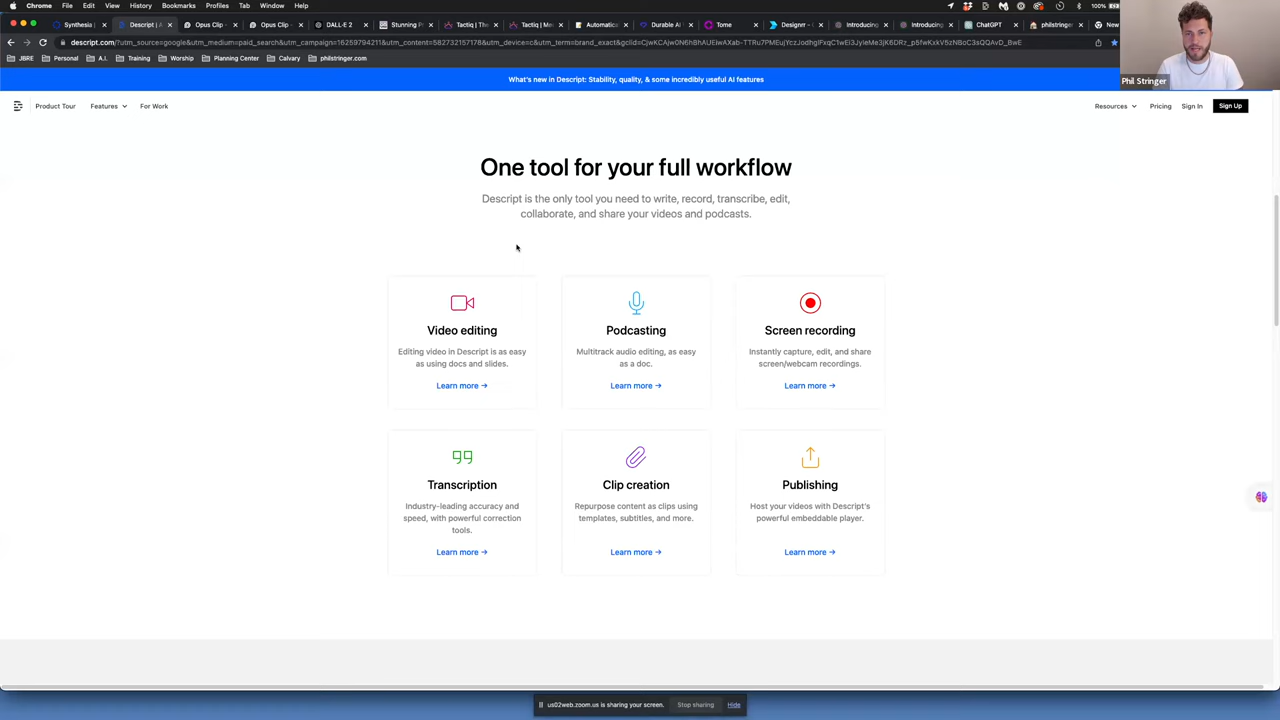 Chrome File Edit View History Bookmarks Profiles Tab Window Help 100%
Synthesia Descript | A Opus Clip - Opus Clip - DALL·E 2 Stunning P Tactiq | The Tactiq | Me Automatic Durable AI Tome Designrr - Introducing Introducing ChatGPT philstringer New
JBRE Personal A.I. Training Worship Planning Center Calvary philstringer.com
Phil Stringer
What's new in Descript: Stability, quality, & some incredibly useful AI features
Product Tour Features For Work Resources Pricing Sign In Sign Up
One tool for your full workflow
Descript is the only tool you need to write, record, transcribe, edit,
collaborate, and share your videos and podcasts.
Video editing
Editing video in Descript is as easy
as using docs and slides.
Learn more →
Podcasting
Multitrack audio editing, as easy
as a doc.
Learn more →
Screen recording
Instantly capture, edit, and share
screen/webcam recordings.
Learn more →
Transcription
Industry-leading accuracy and
speed, with powerful correction
tools.
Learn more →
Clip creation
Repurpose content as clips using
templates, subtitles, and more.
Learn more →
Publishing
Host your videos with Descript's
powerful embeddable player.
Learn more →
us02web.zoom.us is sharing your screen. Stop sharing Hide